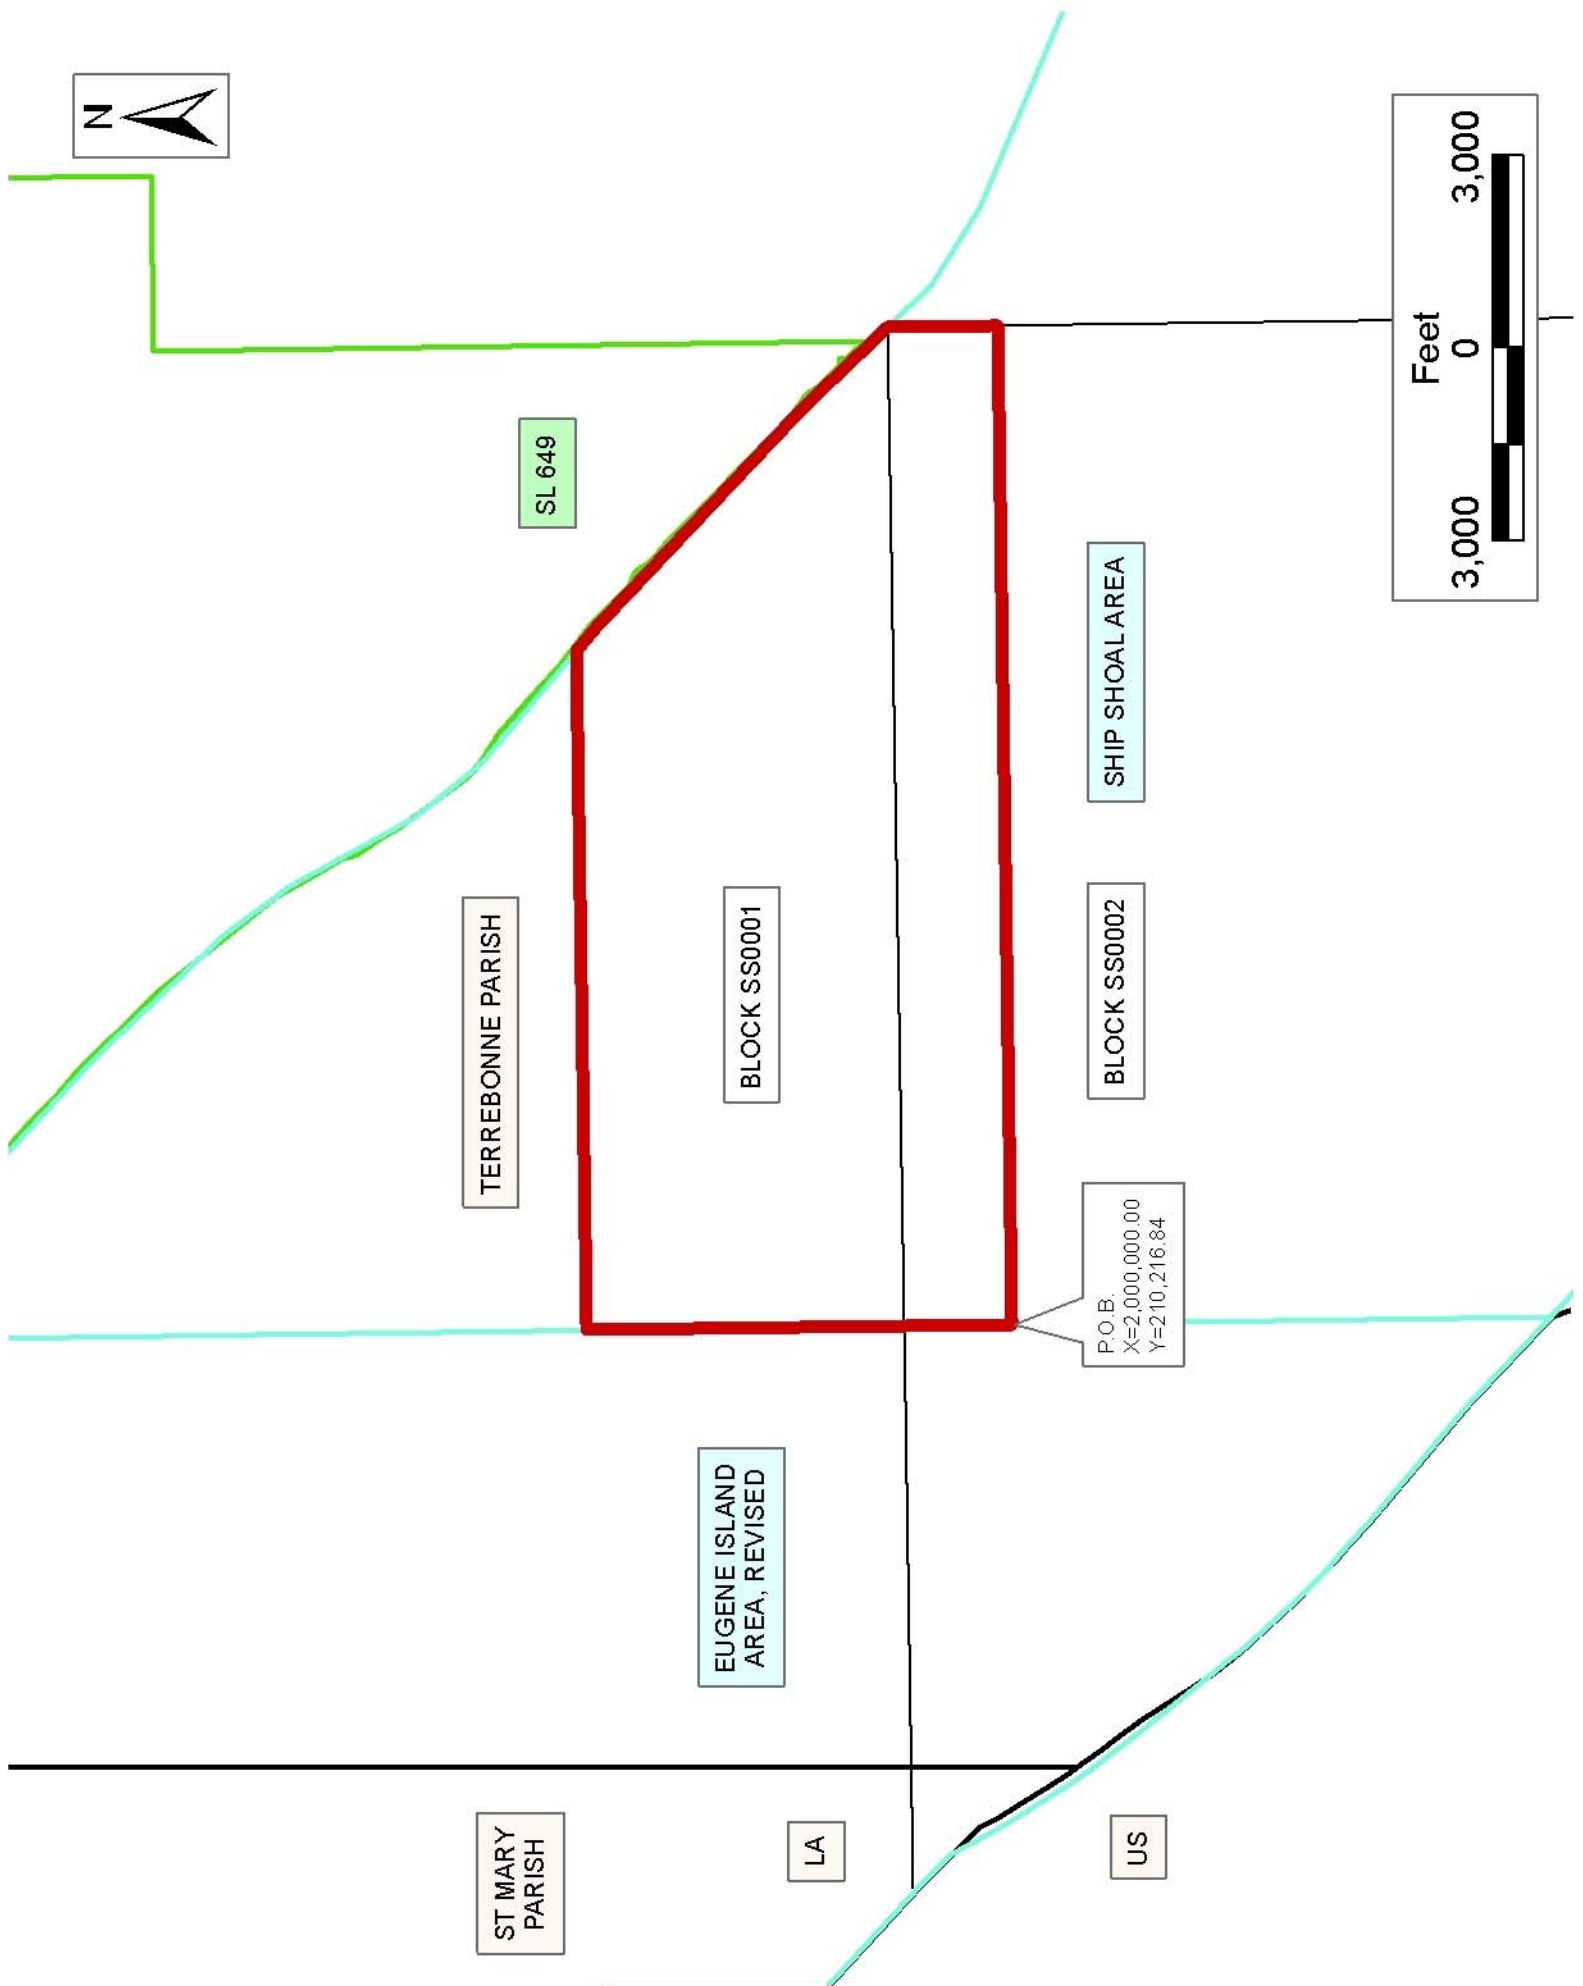 N
TERREBONNE PARISH
ST MARY
PARISH
SL 649
EUGENE ISLAND
AREA, REVISED
BLOCK SS0001
LA
P.O.B.
X=2,000,000.00
Y=210,216.84
BLOCK SS0002
SHIP SHOAL AREA
US
Feet
3,000 0 3,000